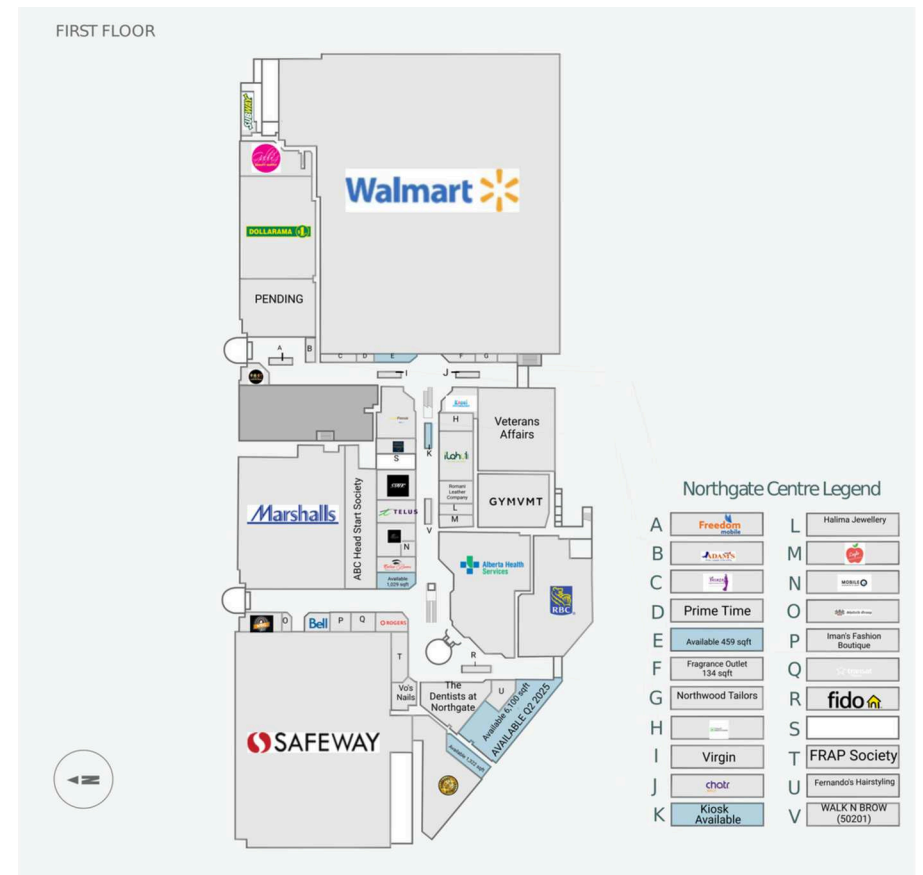 FIRST FLOOR
SUBWAY
Walmart
DOLLARAMA
PENDING
A
B
C
D
E
F
G
I
J
H
K
S
Veterans
Affairs
Romani
Leather
Company
L
M
GYMVMT
Marshalls
ABC Head Start Society
TELUS
V
N
Available
1,029 sqft
Alberta Health
Services
RBC
O
Bell
P
Q
ROGERS
R
T
Vo's
Nails
The
Dentists at
Northgate
U
Available 6,100 sqft
AVAILABLE Q2 2025
SAFEWAY
N
Northgate Centre Legend
A
Freedom
mobile
B
C
D
Prime Time
E
Available 459 sqft
F
Fragrance Outlet
134 sqft
G
Northwood Tailors
H
I
Virgin
J
chatr
K
Kiosk
Available
L
Halima Jewellery
M
N
MOBILE Q
O
P
Iman's Fashion
Boutique
Q
R
fido
S
T
FRAP Society
U
Fernando's Hairstyling
V
WALK N BROW
(50201)